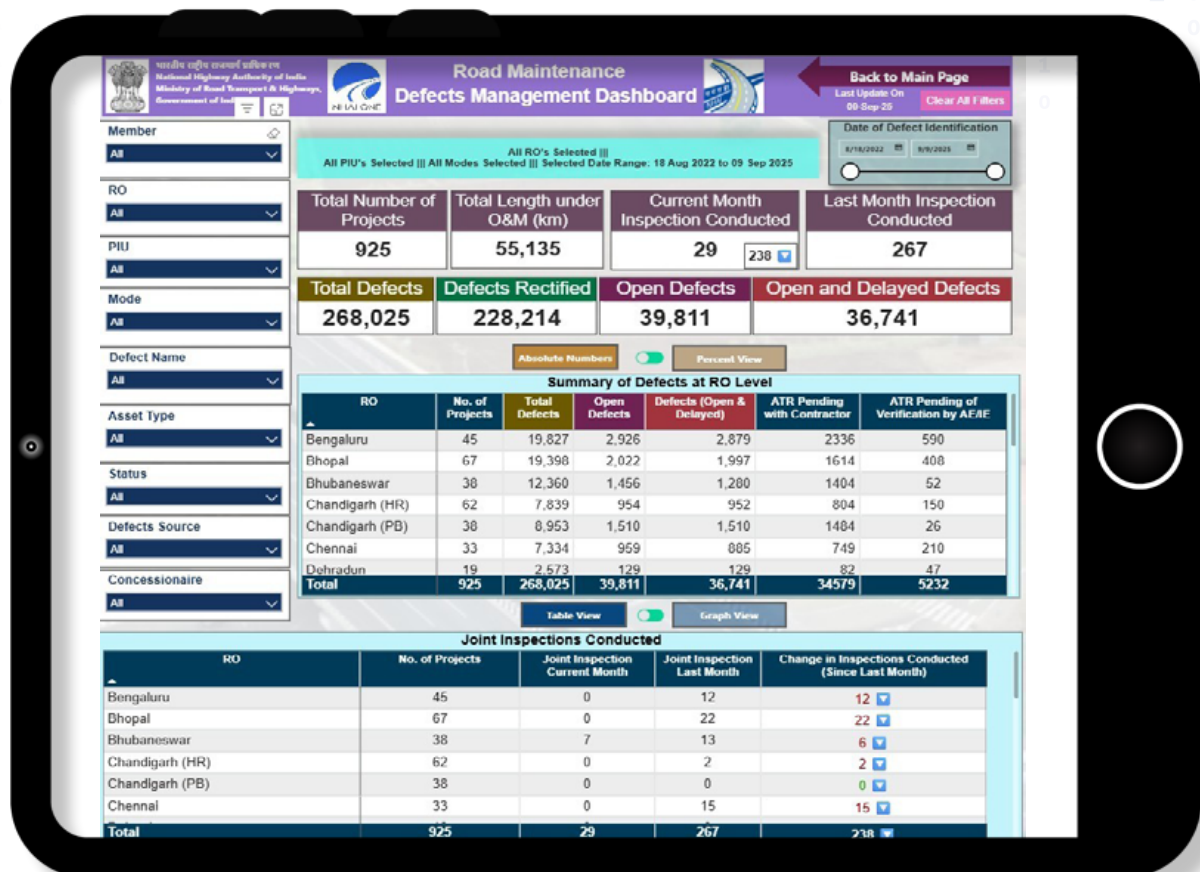 भारतीय राष्ट्रीय राजमार्ग प्राधिकरण
National Highway Authority of India
Ministry of Road Transport & Highways,
Government of
NHAI ONE
Road Maintenance
Defects Management Dashboard
Back to Main Page
Last Update On
09-Sep-25
Clear All Filters
Member
All
RO
All
PIU
All
Mode
All
Defect Name
All
Asset Type
All
Status
All
Defects Source
All
Concessionaire
All
All RO's Selected |||
All PIU's Selected ||| All Modes Selected ||| Selected Date Range: 18 Aug 2022 to 09 Sep 2025
Date of Defect Identification
8/18/2022 9/9/2025
Total Number of Projects
925
Total Length under O&M (km)
55,135
Current Month Inspection Conducted
29 238
Last Month Inspection Conducted
267
Total Defects
268,025
Defects Rectified
228,214
Open Defects
39,811
Open and Delayed Defects
36,741
Absolute Numbers Percent View
Summary of Defects at RO Level
RO No. of Projects Total Defects Open Defects Defects (Open & Delayed) ATR Pending with Contractor ATR Pending of Verification by AE/IE
Bengaluru 45 19,827 2,926 2,879 2336 590
Bhopal 67 19,398 2,022 1,997 1614 408
Bhubaneswar 38 12,360 1,456 1,280 1404 52
Chandigarh (HR) 62 7,839 954 952 804 150
Chandigarh (PB) 38 8,953 1,510 1,510 1484 26
Chennai 33 7,334 959 885 749 210
Dehradun 19 2,573 129 129 82 47
Total 925 268,025 39,811 36,741 34579 5232
Table View Graph View
Joint Inspections Conducted
RO No. of Projects Joint Inspection Current Month Joint Inspection Last Month Change in Inspections Conducted (Since Last Month)
Bengaluru 45 0 12 12
Bhopal 67 0 22 22
Bhubaneswar 38 7 13 6
Chandigarh (HR) 62 0 2 2
Chandigarh (PB) 38 0 0 0
Chennai 33 0 15 15
Total 925 29 267 238